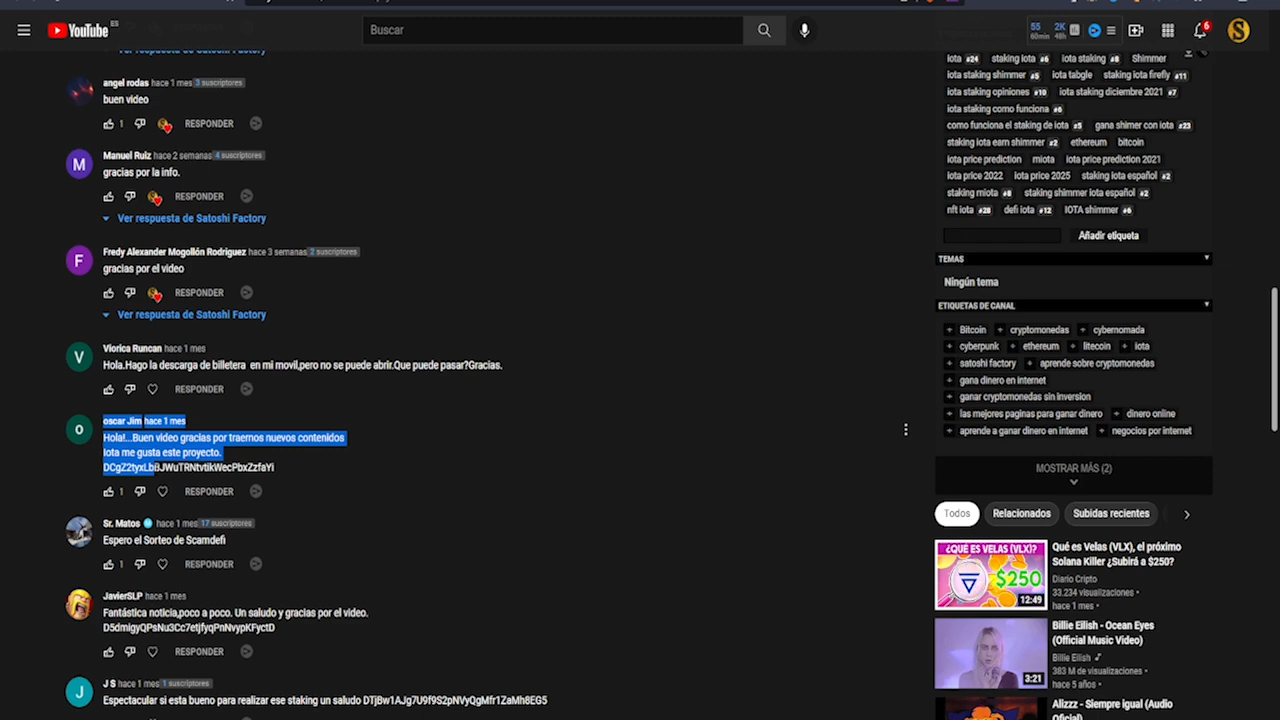 YouTube ES
Buscar
55 60min 2K 48h
6
Ver respuesta de Satoshi Factory
angel rodas hace 1 mes 3 suscriptores
buen video
1 RESPONDER
Manuel Ruiz hace 2 semanas 4 suscriptores
gracias por la info.
RESPONDER
Ver respuesta de Satoshi Factory
Fredy Alexander Mogollón Rodriguez hace 3 semanas 2 suscriptores
gracias por el video
RESPONDER
Ver respuesta de Satoshi Factory
Viorica Runcan hace 1 mes
Hola.Hago la descarga de billetera en mi movil,pero no se puede abrir.Que puede pasar?Gracias.
RESPONDER
oscar Jim hace 1 mes
Hola!...Buen video gracias por traernos nuevos contenidos
Iota me gusta este proyecto.
DCgZ2tyxLbBJWuTRNtvtikWecPbxZzfaYi
1 RESPONDER
Sr. Matos hace 1 mes 17 suscriptores
Espero el Sorteo de Scamdefi
1 RESPONDER
JavierSLP hace 1 mes
Fantástica noticia,poco a poco. Un saludo y gracias por el video.
D5dmigyQPsNu3Cc7etjfyqPnNvypKFyctD
RESPONDER
J S hace 1 mes 1 suscriptores
Espectacular si esta bueno para realizar ese staking un saludo DTjBw1AJg7U9f9S2pNVyQgMfr1ZaMh8EG5
iota #24 staking iota #6 iota staking #8 Shimmer
iota staking shimmer #5 iota tabgle staking iota firefly #11
iota staking opiniones #10 iota staking diciembre 2021 #7
iota staking como funciona #6
como funciona el staking de iota #5 gana shimer con iota #23
staking iota earn shimmer #2 ethereum bitcoin
iota price prediction miota iota price prediction 2021
iota price 2022 iota price 2025 staking iota español #2
staking miota #8 staking shimmer iota español #2
nft iota #28 defi iota #12 IOTA shimmer #6
Añadir etiqueta
TEMAS
Ningún tema
ETIQUETAS DE CANAL
+ Bitcoin + cryptomonedas + cybernomada
+ cyberpunk + ethereum + litecoin + iota
+ satoshi factory + aprende sobre cryptomonedas
+ gana dinero en internet
+ ganar cryptomonedas sin inversion
+ las mejores paginas para ganar dinero + dinero online
+ aprende a ganar dinero en internet + negocios por internet
MOSTRAR MÁS (2)
Todos Relacionados Subidas recientes
¿QUÉ ES VELAS (VLX)?
$250
12:49
Qué es Velas (VLX), el próximo
Solana Killer ¿Subirá a $250?
Diario Cripto
33.234 visualizaciones •
hace 1 mes •
3:21
Billie Eilish - Ocean Eyes
(Official Music Video)
Billie Eilish
383 M de visualizaciones •
hace 5 años •
Alizzz - Siempre igual (Audio
Oficial)